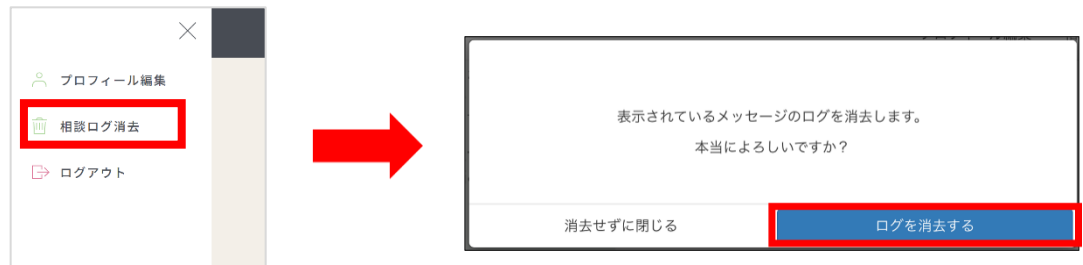 プロフィール編集
相談ログ消去
ログアウト
表示されているメッセージのログを消去します。
本当によろしいですか？
消去せずに閉じる
ログを消去する